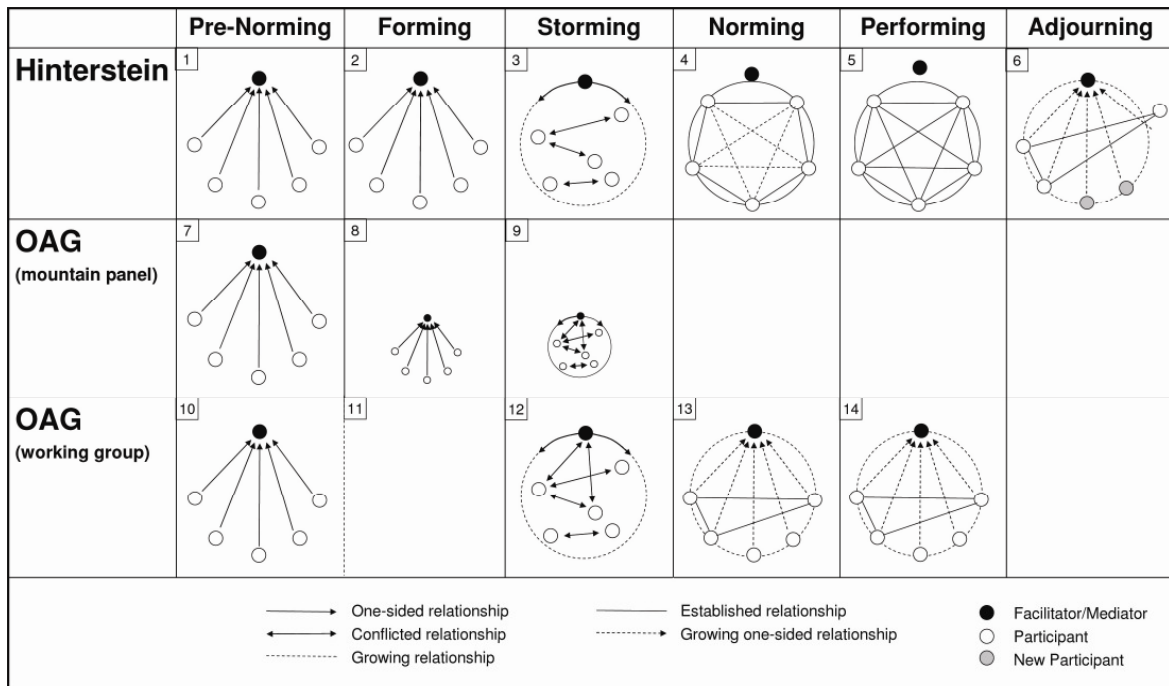 Pre-Norming Forming Storming Norming Performing Adjourning
Hinterstein 1 2 3 4 5 6
OAG 7 8 9
(mountain panel)
OAG 10 11 12 13 14
(working group)
One-sided relationship Established relationship Facilitator/Mediator
Conflicted relationship Growing one-sided relationship Participant
Growing relationship New Participant